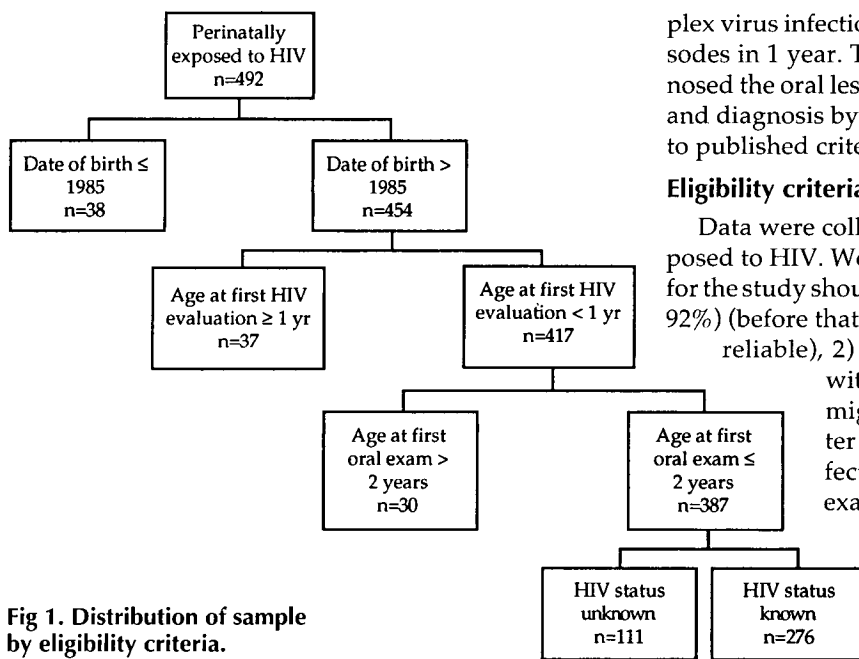 Perinatally
exposed to HIV
n=492
Date of birth ≤
1985
n=38
Date of birth >
1985
n=454
Age at first HIV
evaluation ≥ 1 yr
n=37
Age at first HIV
evaluation < 1 yr
n=417
Age at first
oral exam >
2 years
n=30
Age at first
oral exam ≤
2 years
n=387
HIV status
unknown
n=111
HIV status
known
n=276
Fig 1. Distribution of sample
by eligibility criteria.
plex virus infection
sodes in 1 year. T
nosed the oral les
and diagnosis by
to published crite
Eligibility criteria
Data were coll
posed to HIV. We
for the study shou
92%) (before that
reliable), 2)
wit
mig
ter
fect
exa